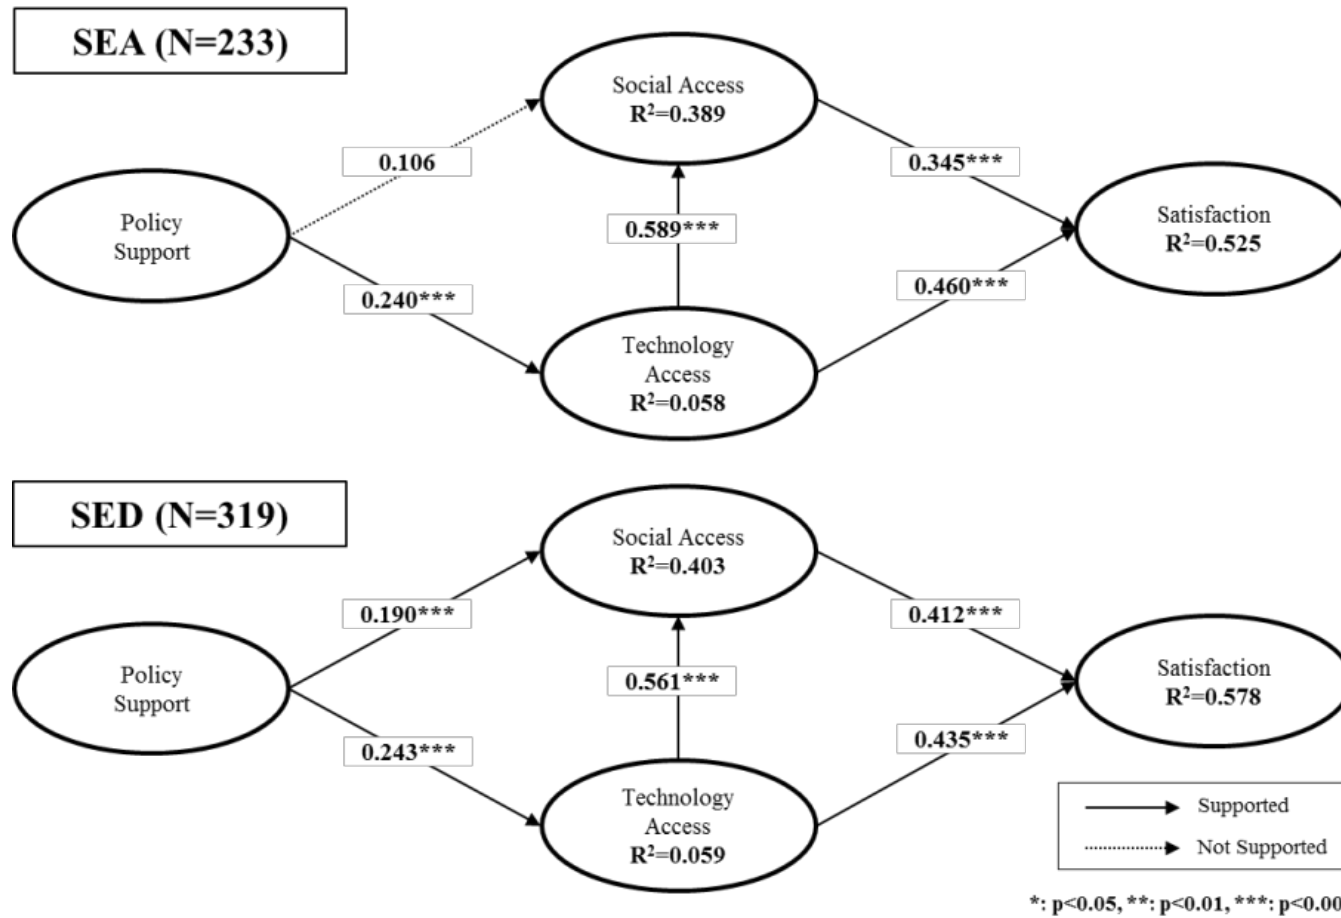 SEA (N=233)
Social Access
R²=0.389
0.106
0.345***
Policy
Support
0.589***
Satisfaction
R²=0.525
0.240***
0.460***
Technology
Access
R²=0.058
SED (N=319)
Social Access
R²=0.403
0.190***
0.412***
Policy
Support
0.561***
Satisfaction
R²=0.578
0.243***
0.435***
Technology
Access
R²=0.059
Supported
Not Supported
*: p<0.05, **: p<0.01, ***: p<0.00